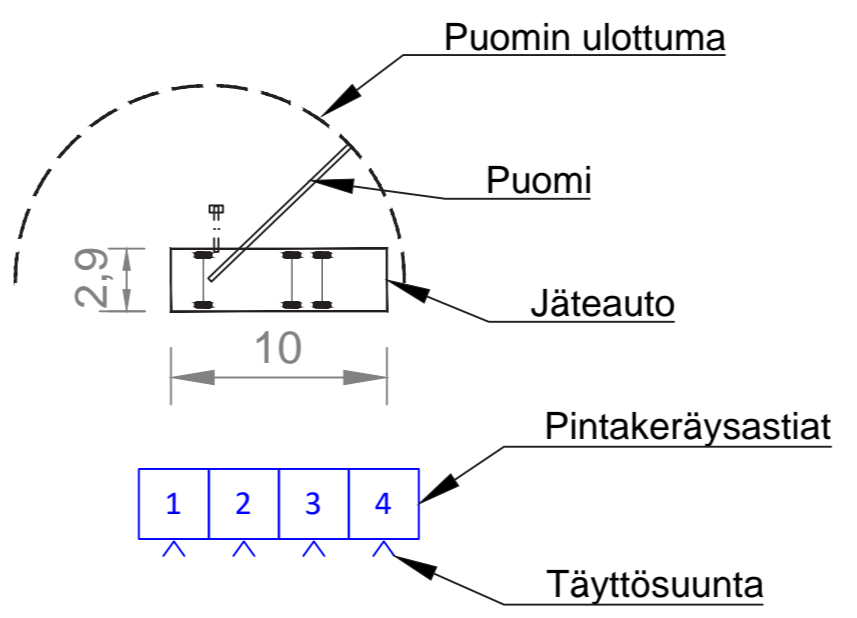 Puomin ulottuma
Puomi
2,9
Jäteauto
10
Pintakeräysastiat
1 2 3 4
Täyttösuunta